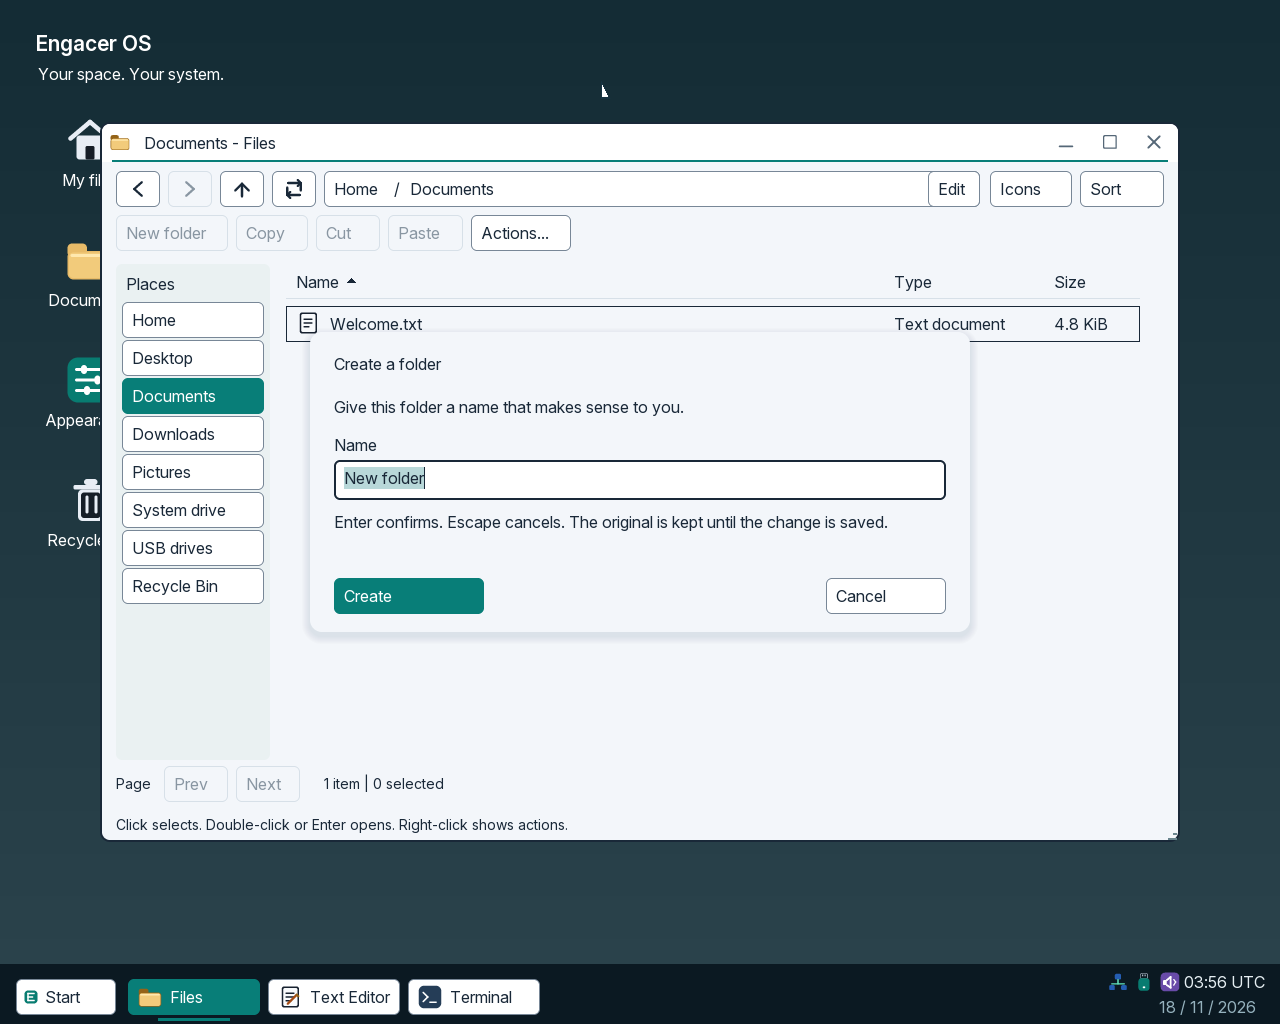 Engacer OS
Your space. Your system.
My fil
Docum
Appeara
Recycle
Documents - Files
Home / Documents
Edit
Icons
Sort
New folder
Copy
Cut
Paste
Actions...
Places
Home
Desktop
Documents
Downloads
Pictures
System drive
USB drives
Recycle Bin
Name
Type
Size
Welcome.txt
Text document
4.8 KiB
Create a folder
Give this folder a name that makes sense to you.
Name
New folder
Enter confirms. Escape cancels. The original is kept until the change is saved.
Create
Cancel
Page
Prev
Next
1 item | 0 selected
Click selects. Double-click or Enter opens. Right-click shows actions.
Start
Files
Text Editor
Terminal
03:56 UTC
18 / 11 / 2026